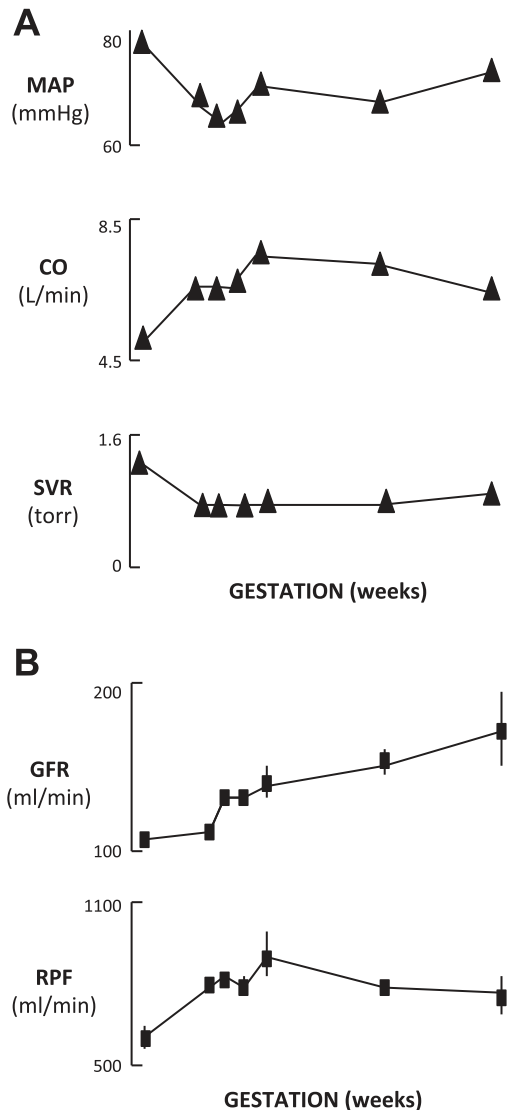 A
80
MAP
(mmHg)
60
8.5
CO
(L/min)
4.5
1.6
SVR
(torr)
0
GESTATION (weeks)
B
200
GFR
(ml/min)
100
1100
RPF
(ml/min)
500
GESTATION (weeks)